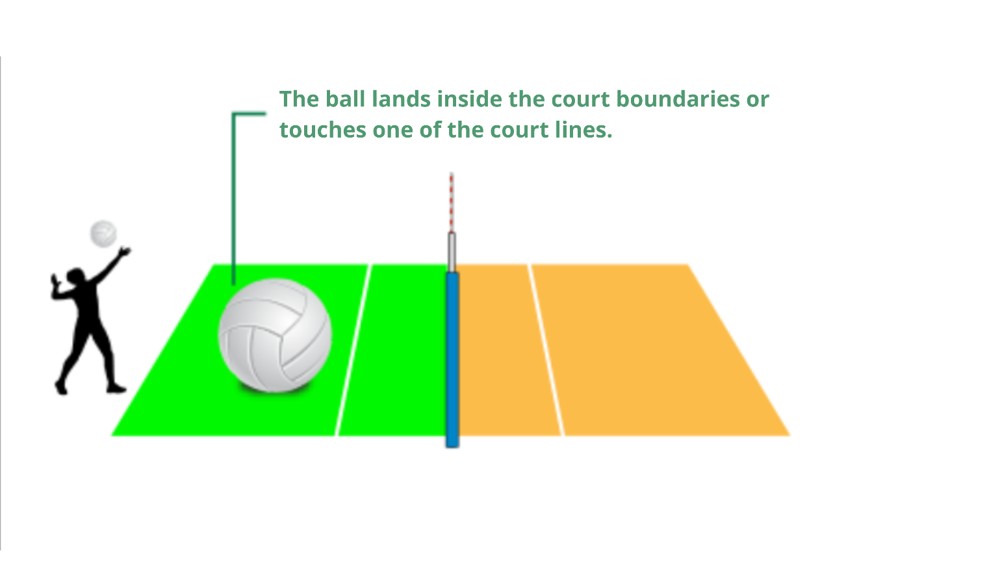 The ball lands inside the court boundaries or
touches one of the court lines.